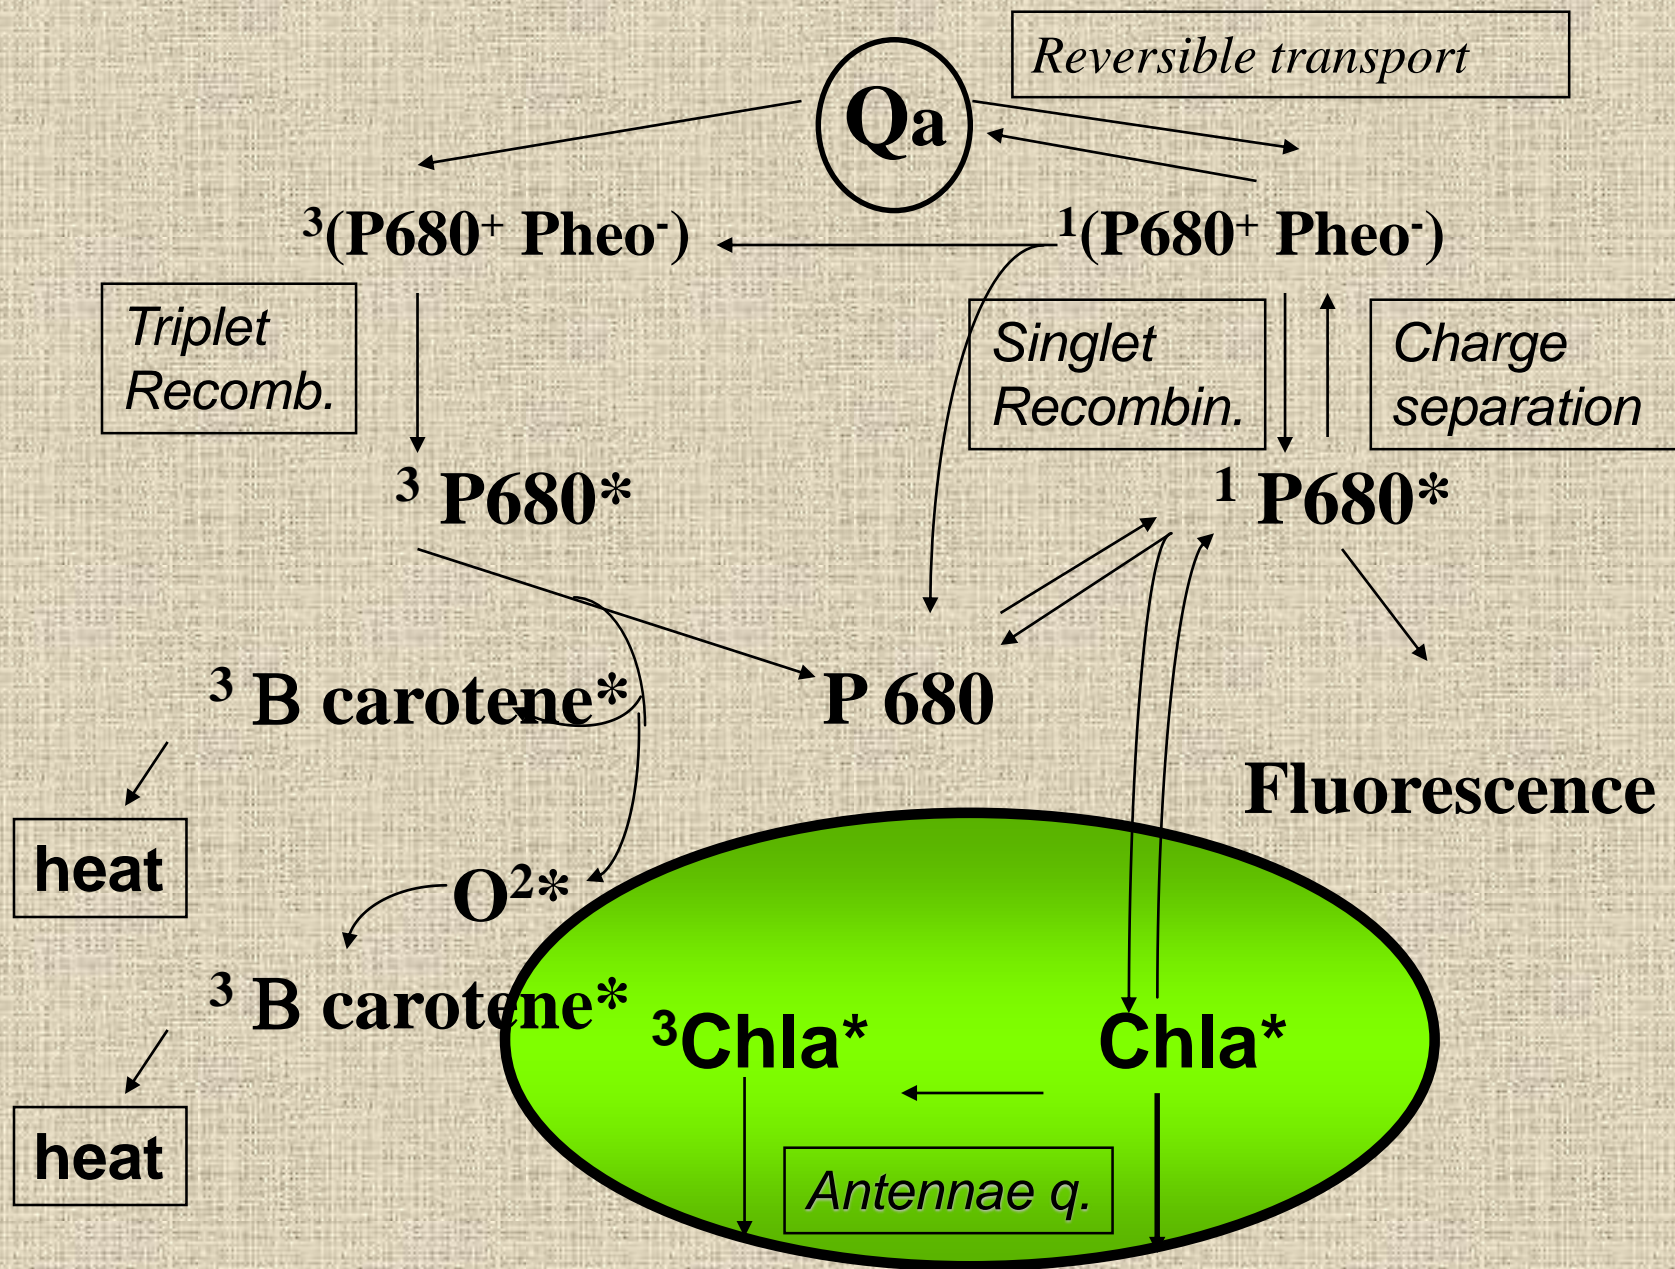 Reversible transport
Qa
³(P680⁺ Pheo⁻)
¹(P680⁺ Pheo⁻)
Triplet
Recomb.
Singlet
Recombin.
Charge
separation
³ P680*
¹ P680*
³ B carotene*
P 680
Fluorescence
heat
O²*
³ B carotene*
³Chla*
Chla*
heat
Antennae q.